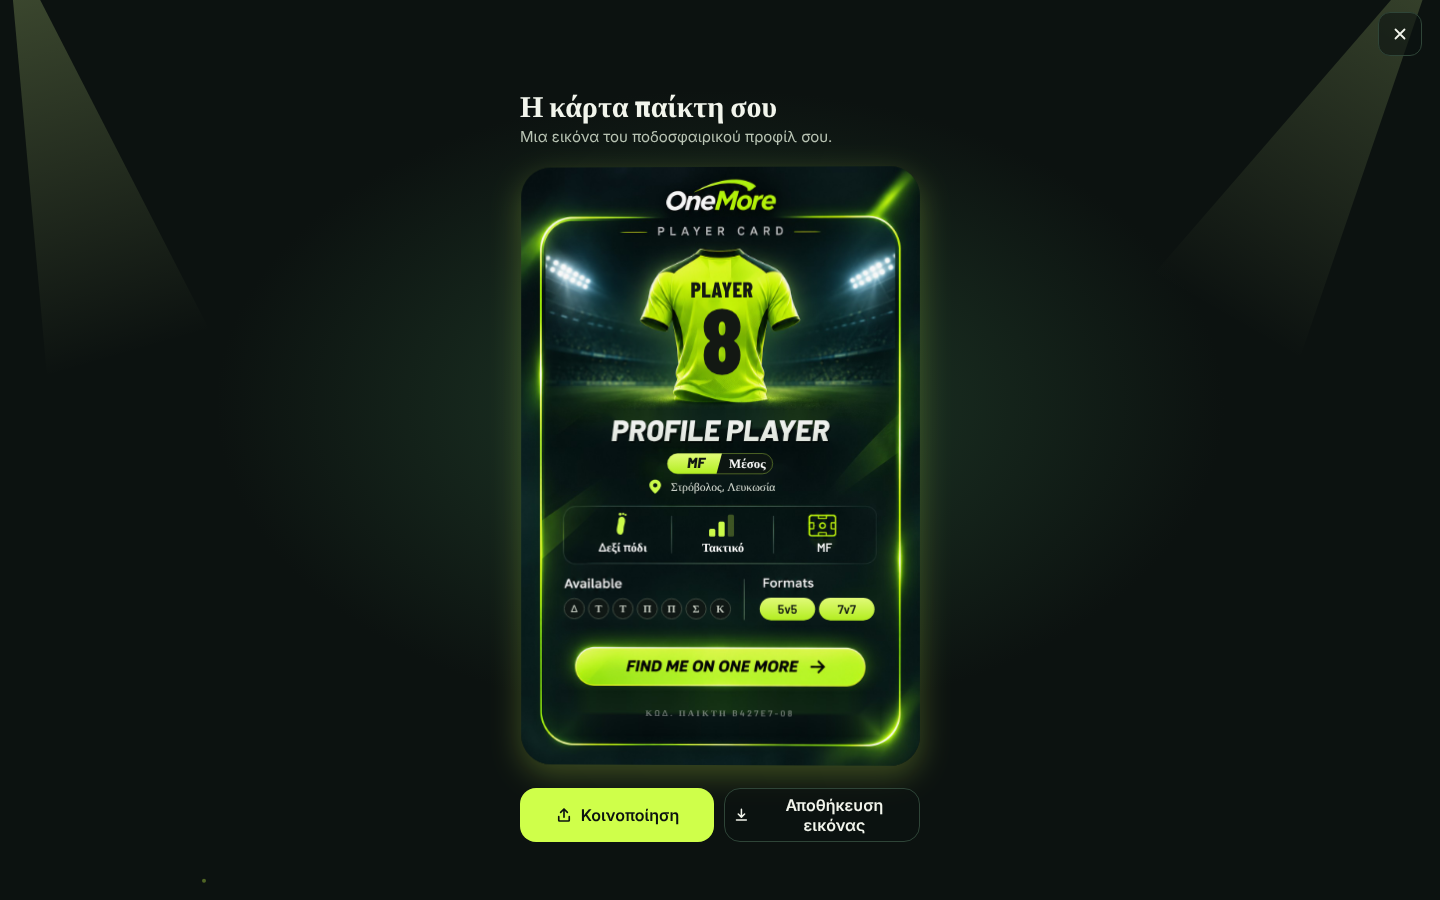 Η κάρτα παίκτη σου
Μια εικόνα του ποδοσφαιρικού προφίλ σου.
OneMore
PLAYER CARD
PLAYER
8
PROFILE PLAYER
MF Μέσος
Στρόβολος, Λευκωσία
Δεξί πόδι Τακτικό MF
Available Formats
Δ Τ Τ Π Π Σ Κ 5v5 7v7
FIND ME ON ONE MORE →
ΚΩΔ. ΠΑΙΚΤΗ B427E7-08
Κοινοποίηση
Αποθήκευση
εικόνας